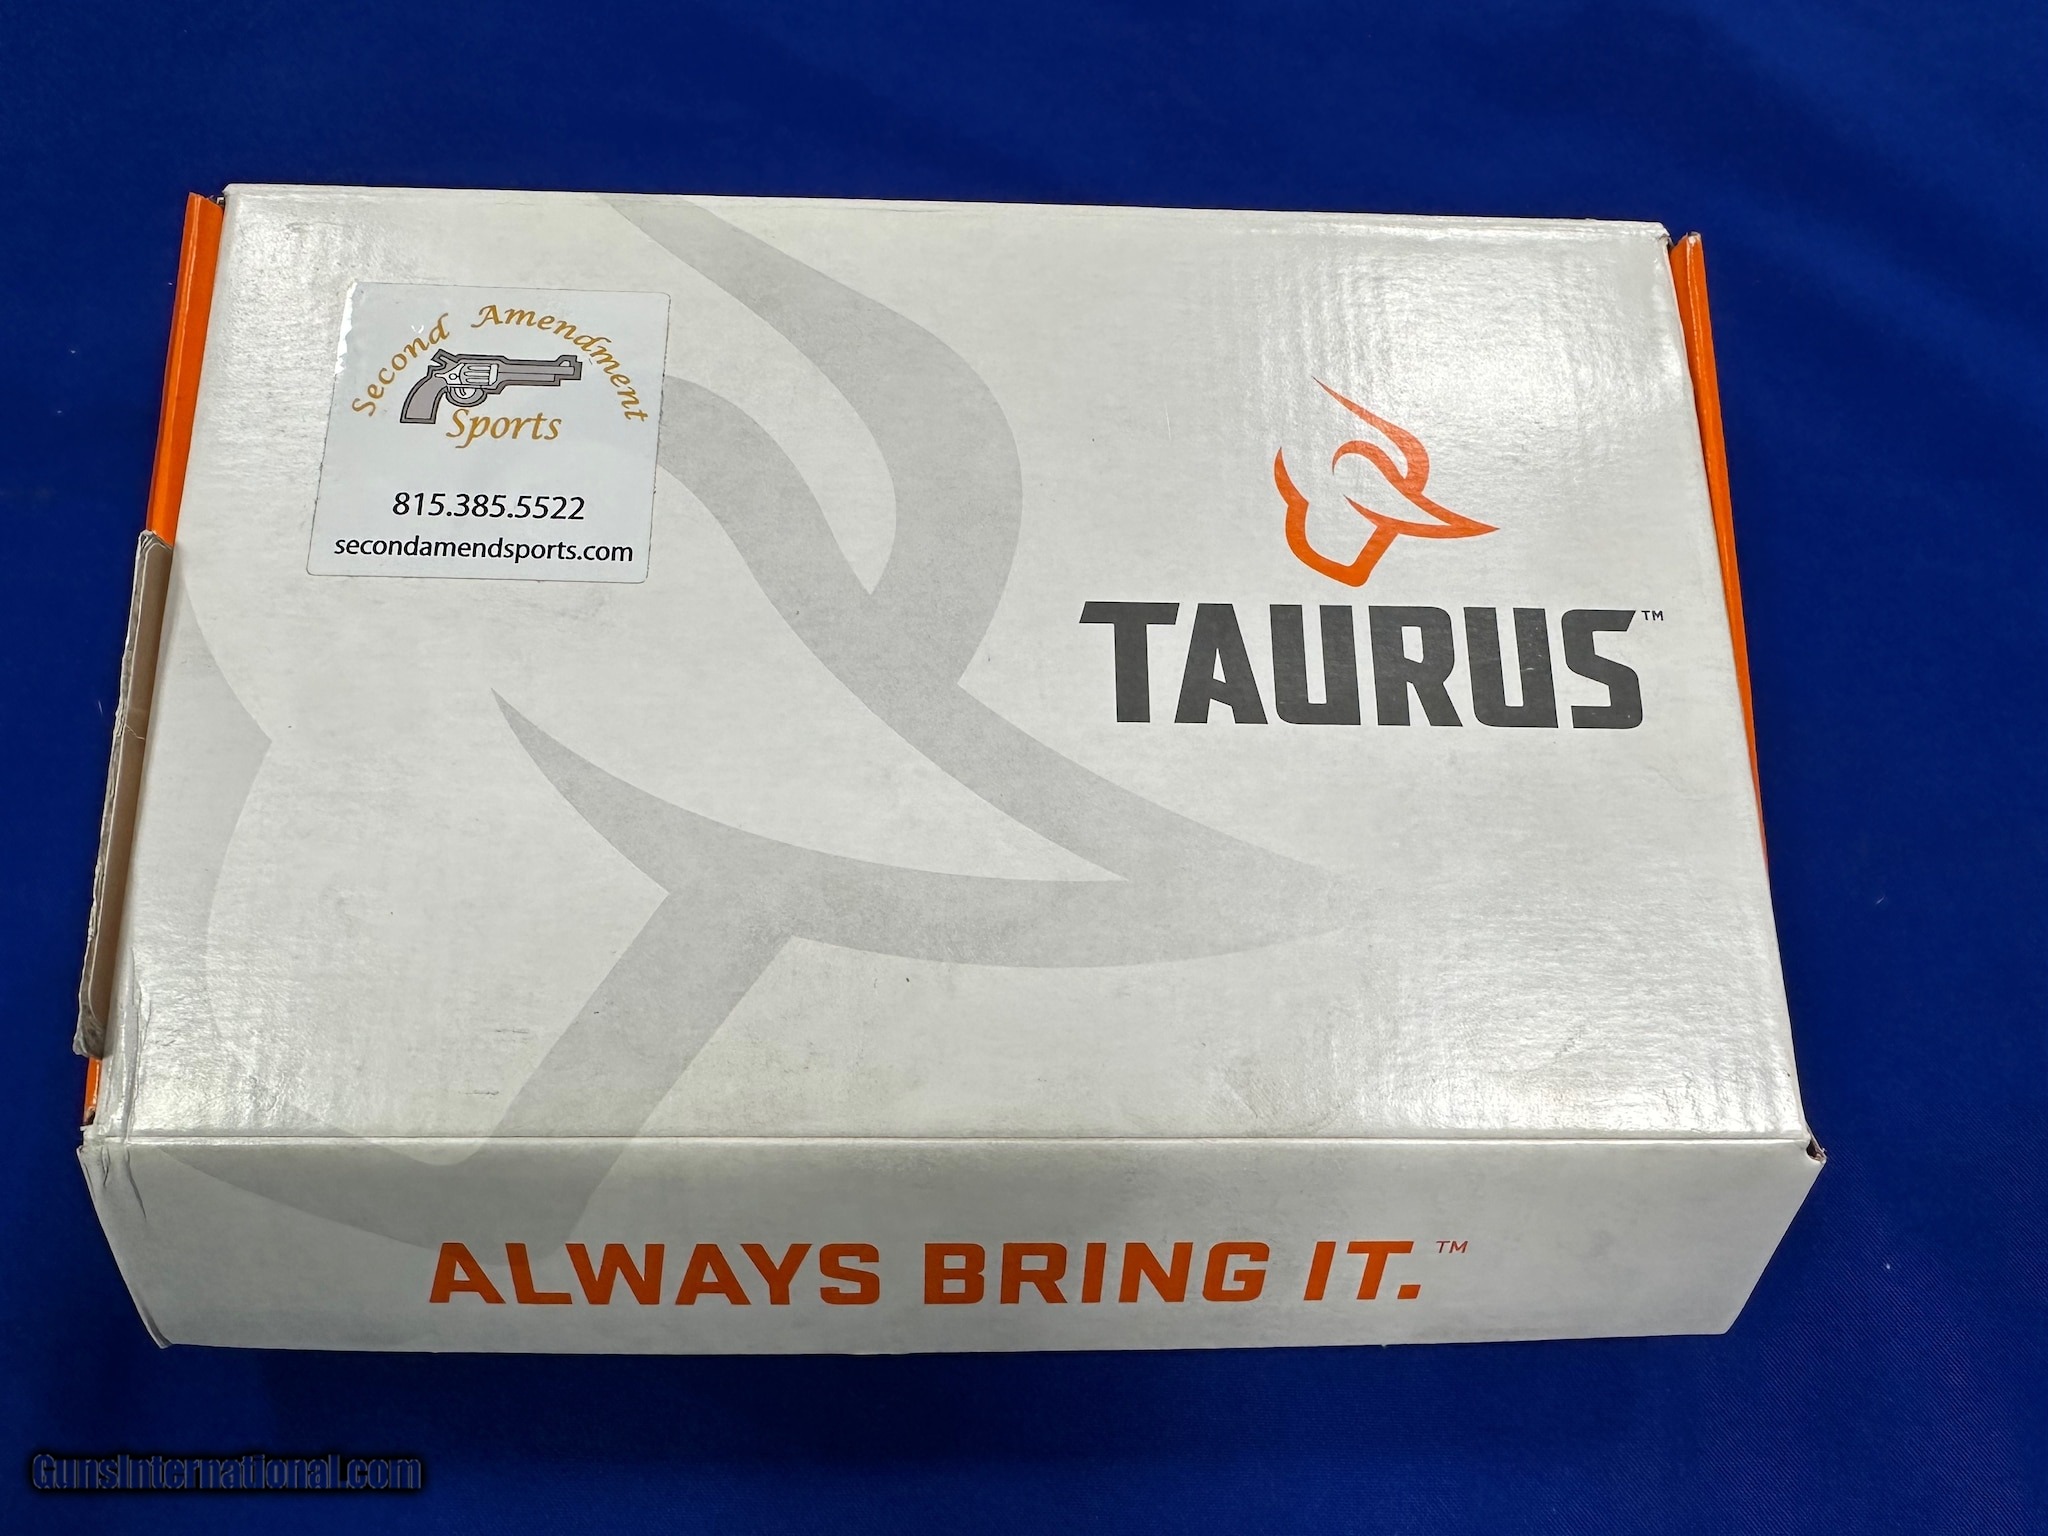 Second Amendment
Sports
815.385.5522
secondamendsports.com
TAURUS™
ALWAYS BRING IT.™
GunsInternational.com